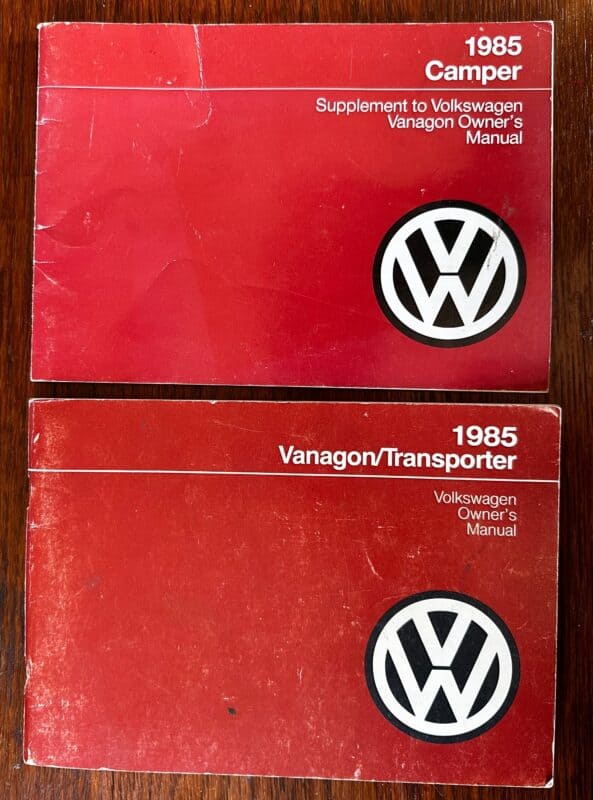 1985
Camper
Supplement to Volkswagen
Vanagon Owner's
Manual
1985
Vanagon/Transporter
Volkswagen
Owner's
Manual